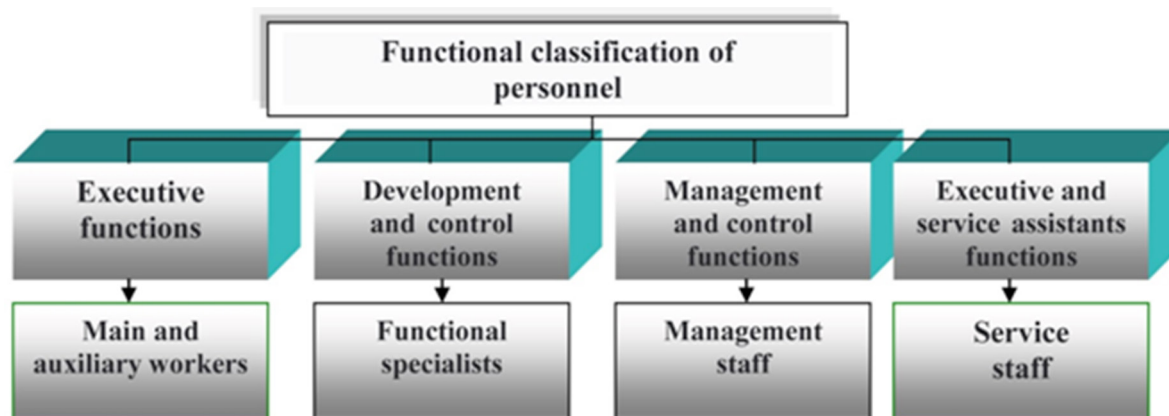 Functional classification of
personnel
Executive
functions
Development
and control
functions
Management
and control
functions
Executive and
service assistants
functions
Main and
auxiliary workers
Functional
specialists
Management
staff
Service
staff